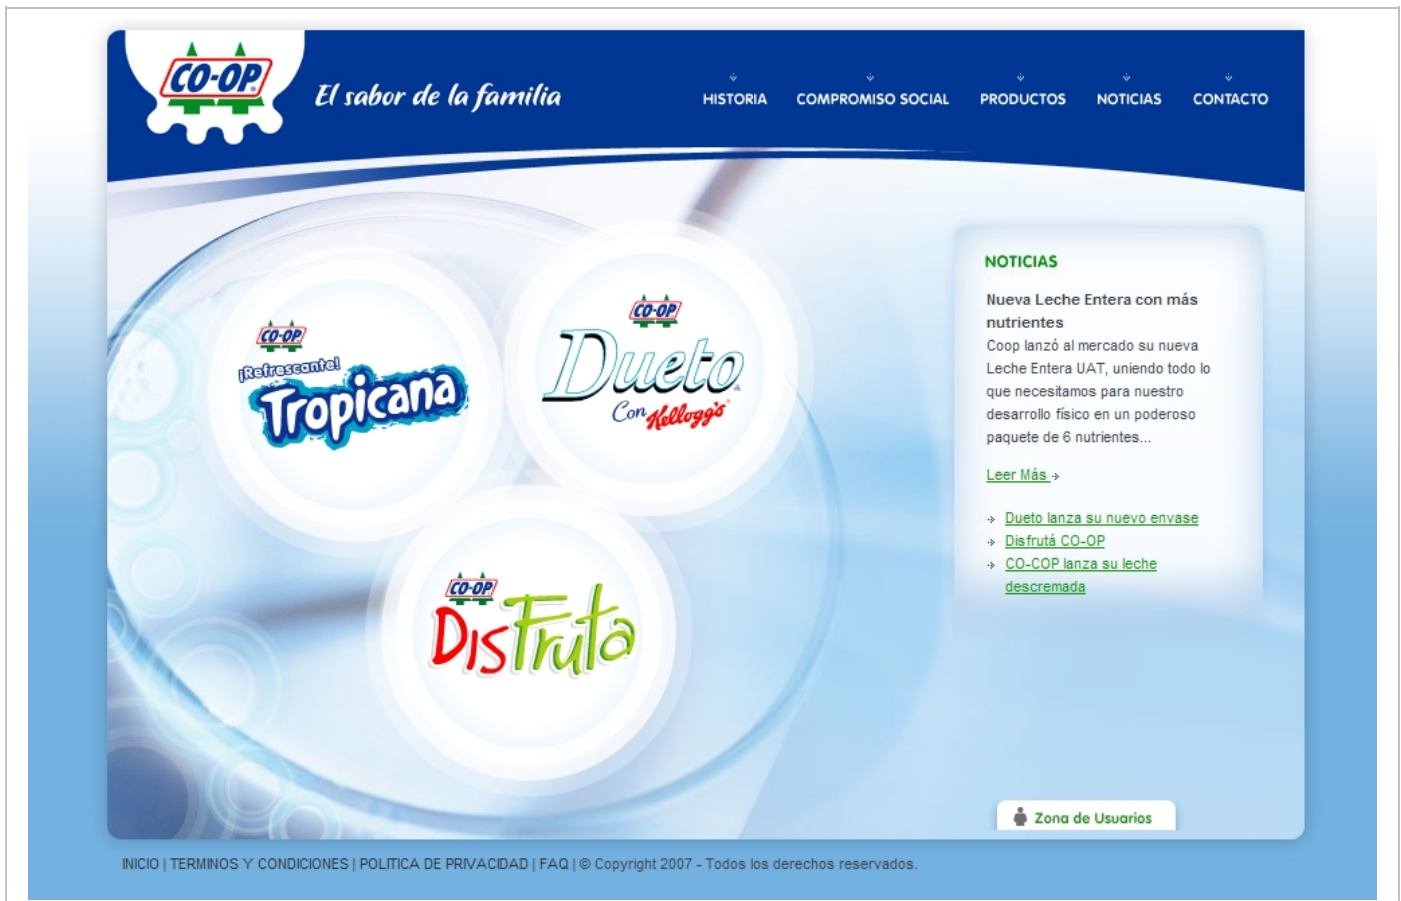 CO-OP
El sabor de la familia
HISTORIA
COMPROMISO SOCIAL
PRODUCTOS
NOTICIAS
CONTACTO
CO-OP
¡Refrescante!
Tropicana
CO-OP
Dueto
Con Kellogg's
CO-OP
DisFruta
NOTICIAS
Nueva Leche Entera con más
nutrientes
Coop lanzó al mercado su nueva
Leche Entera UAT, uniendo todo lo
que necesitamos para nuestro
desarrollo físico en un poderoso
paquete de 6 nutrientes...
Leer Más
Dueto lanza su nuevo envase
Disfrutá CO-OP
CO-COP lanza su leche
descremada
Zona de Usuarios
INICIO | TERMINOS Y CONDICIONES | POLITICA DE PRIVACIDAD | FAQ | © Copyright 2007 - Todos los derechos reservados.